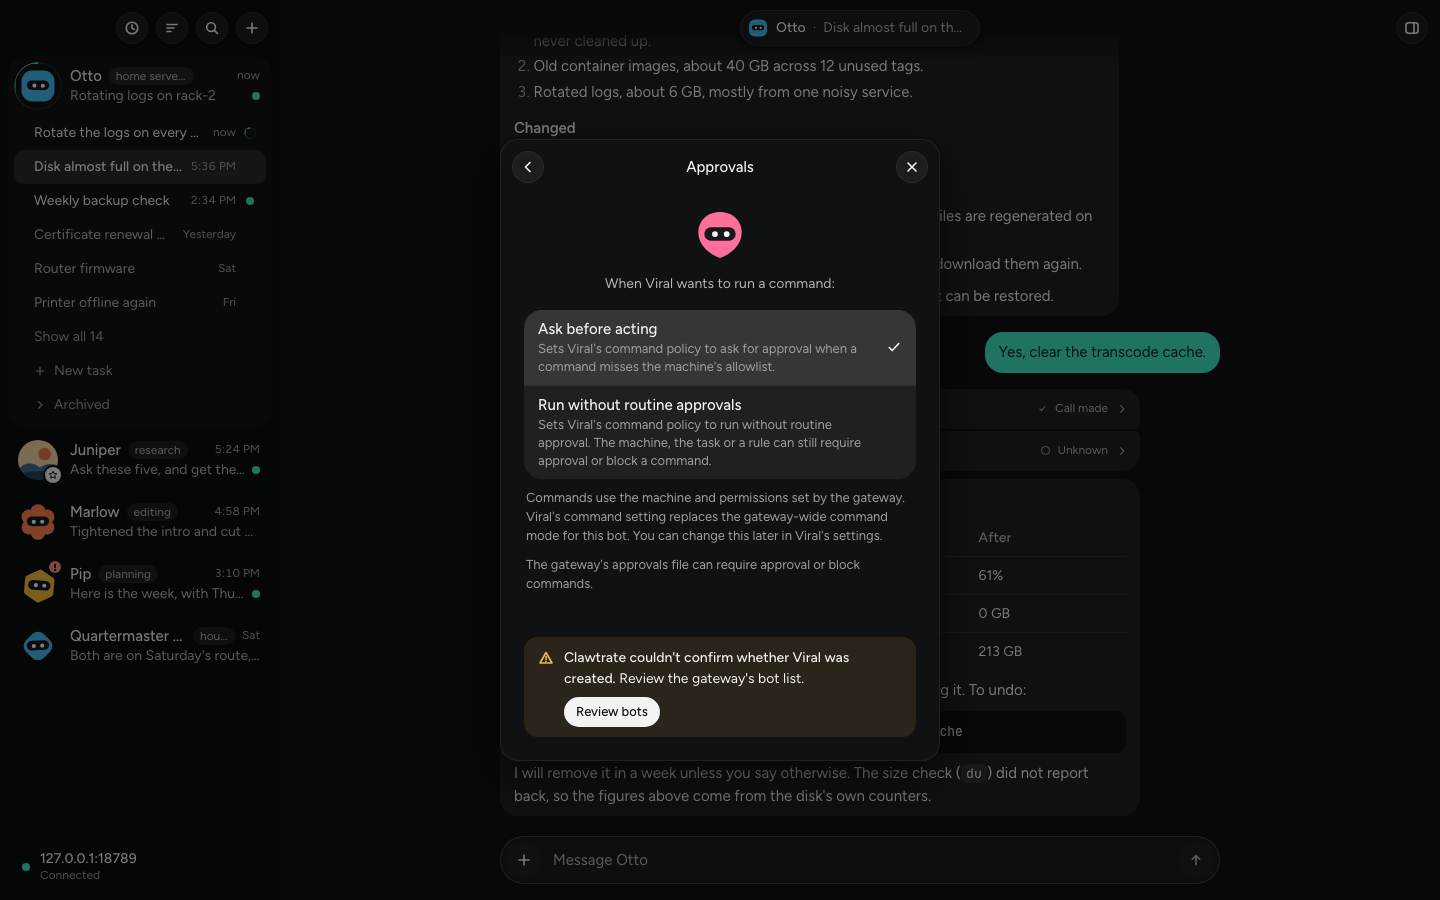 Otto
home serve...
now
Rotating logs on rack-2
Rotate the logs on every ...
now
Disk almost full on the...
5:36 PM
Weekly backup check
2:34 PM
Certificate renewal ...
Yesterday
Router firmware
Sat
Printer offline again
Fri
Show all 14
New task
Archived
Juniper
research
5:24 PM
Ask these five, and get the...
Marlow
editing
4:58 PM
Tightened the intro and cut ...
Pip
planning
3:10 PM
Here is the week, with Thu...
Quartermaster ...
hou...
Sat
Both are on Saturday's route,...
127.0.0.1:18789
Connected
Otto · Disk almost full on th...
never cleaned up.
2. Old container images, about 40 GB across 12 unused tags.
3. Rotated logs, about 6 GB, mostly from one noisy service.
Changed
Approvals
When Viral wants to run a command:
Ask before acting
Sets Viral's command policy to ask for approval when a
command misses the machine's allowlist.
Run without routine approvals
Sets Viral's command policy to run without routine
approval. The machine, the task or a rule can still require
approval or block a command.
Commands use the machine and permissions set by the gateway.
Viral's command setting replaces the gateway-wide command
mode for this bot. You can change this later in Viral's settings.
The gateway's approvals file can require approval or block
commands.
Clawtrate couldn't confirm whether Viral was
created. Review the gateway's bot list.
Review bots
are regenerated on
download them again.
can be restored.
Yes, clear the transcode cache.
Call made
Unknown
After
61%
0 GB
213 GB
it. To undo:
I will remove it in a week unless you say otherwise. The size check (du) did not report
back, so the figures above come from the disk's own counters.
Message Otto